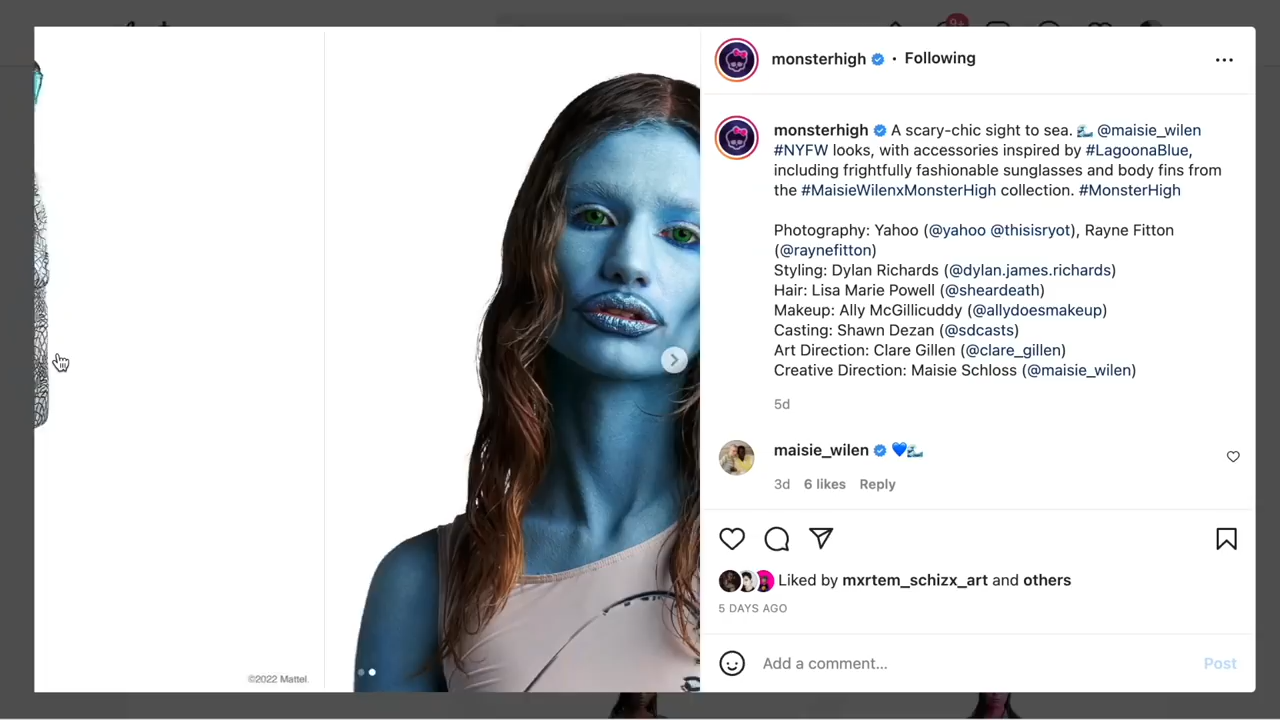 9+
monsterhigh • Following
monsterhigh A scary-chic sight to sea. 🌊 @maisie_wilen
#NYFW looks, with accessories inspired by #LagoonaBlue,
including frightfully fashionable sunglasses and body fins from
the #MaisieWilenxMonsterHigh collection. #MonsterHigh
Photography: Yahoo (@yahoo @thisisryot), Rayne Fitton
(@raynefitton)
Styling: Dylan Richards (@dylan.james.richards)
Hair: Lisa Marie Powell (@sheardeath)
Makeup: Ally McGillicuddy (@allydoesmakeup)
Casting: Shawn Dezan (@sdcasts)
Art Direction: Clare Gillen (@clare_gillen)
Creative Direction: Maisie Schloss (@maisie_wilen)
5d
maisie_wilen 💙🌊
3d 6 likes Reply
Liked by mxrtem_schizx_art and others
5 DAYS AGO
Add a comment... Post
©2022 Mattel.